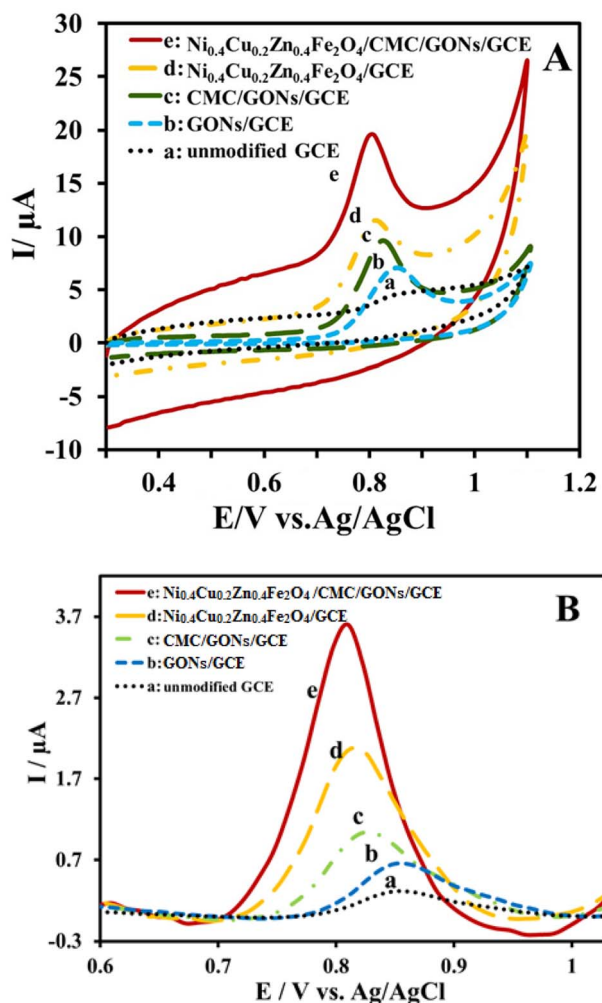 I/ µA
30
25
20
15
10
5
0
-5
-10
e: Ni₀.₄Cu₀.₂Zn₀.₄Fe₂O₄/CMC/GONs/GCE
d: Ni₀.₄Cu₀.₂Zn₀.₄Fe₂O₄/GCE
c: CMC/GONs/GCE
b: GONs/GCE
a: unmodified GCE
A
e
d
c
b
a
0.4 0.6 0.8 1 1.2
E/V vs.Ag/AgCl
I / µA
3.7
2.7
1.7
0.7
-0.3
e: Ni₀.₄Cu₀.₂Zn₀.₄Fe₂O₄/CMC/GONs/GCE
d: Ni₀.₄Cu₀.₂Zn₀.₄Fe₂O₄/GCE
c: CMC/GONs/GCE
b: GONs/GCE
a: unmodified GCE
B
e
d
c
b
a
0.6 0.7 0.8 0.9 1
E / V vs. Ag/AgCl